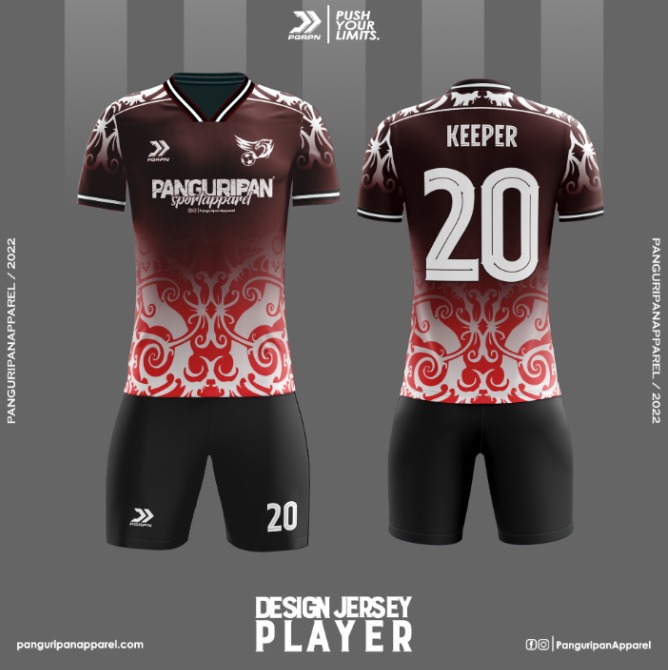 PGRPN
PUSH
YOUR
LIMITS.
PGRPN
PANGURIPAN
sportapparel
PanguripanApparel
KEEPER
20
PGRPN
20
PANGURIPANAPPAREL / 2022
PANGURIPANAPPAREL / 2022
DESIGN JERSEY
PLAYER
panguripanapparel.com
PanguripanApparel